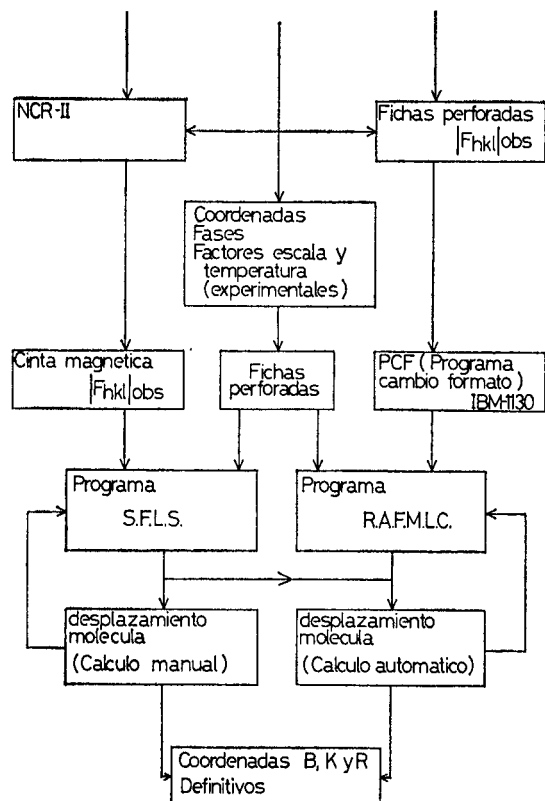 NCR-II
Fichas perforadas
|Fhkl|obs
Coordenadas
Fases
Factores escala y
temperatura
(experimentales)
Cinta magnetica
|Fhkl|obs
Fichas
perforadas
PCF (Programa
cambio formato)
IBM-1130
Programa
S.F.L.S.
Programa
R.A.F.M.L.C.
desplazamiento
molecula
(Calculo manual)
desplazamiento
molecula
(Calculo automatico)
Coordenadas B, K y R
Definitivos